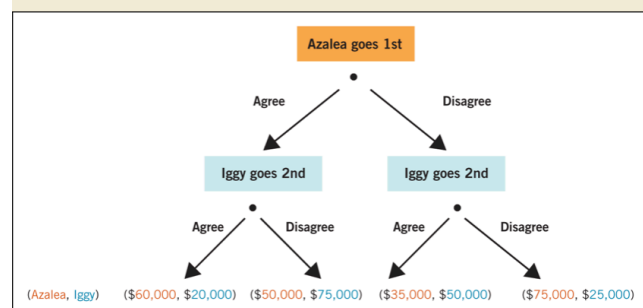 Azalea goes 1st
Agree Disagree
Iggy goes 2nd Iggy goes 2nd
Agree Disagree Agree Disagree
(Azalea, Iggy) ($60,000, $20,000) ($50,000, $75,000) ($35,000, $50,000) ($75,000, $25,000)